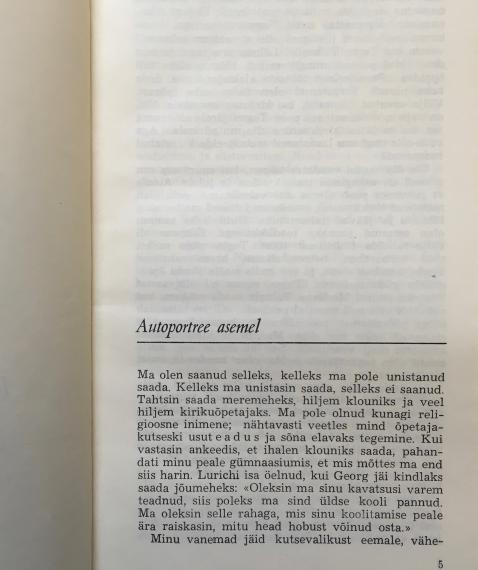 Autoportree asemel
Ma olen saanud selleks, kelleks ma pole unistanud
saada. Kelleks ma unistasin saada, selleks ei saanud.
Tahtsin saada meremeheks, hiljem klouniks ja veel
hiljem kirikuõpetajaks. Ma pole olnud kunagi reli-
gioosne inimene; nähtavasti veetles mind õpetaja-
kutseski usut e a d u s ja sõna elavaks tegemine. Kui
vastasin ankeedis, et ihalen klouniks saada, pahan-
dati minu peale gümnaasiumis, et mis mõttes ma end
siis harin. Lurichi isa öelnud, kui Georg jäi kindlaks
saada jõumeheks: «Oleksin ma sinu kavatsusi varem
teadnud, siis poleks ma sind üldse kooli pannud.
Ma oleksin selle rahaga, mis sinu koolitamise peale
ära raiskasin, mitu head hobust võinud osta.»
Minu vanemad jäid kutsevalikust eemale, vähe-
5